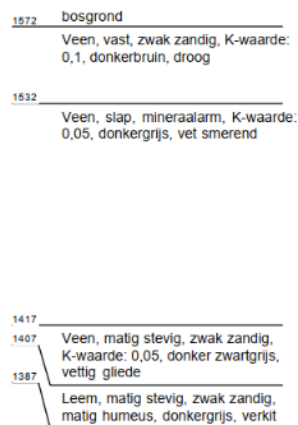 1572 bosgrond
Veen, vast, zwak zandig, K-waarde:
0,1, donkerbruin, droog
1532
Veen, slap, mineraalarm, K-waarde:
0,05, donkergrijs, vet smerend
1417
1407 Veen, matig stevig, zwak zandig,
K-waarde: 0,05, donker zwartgrijs,
vettig gliede
1387
Leem, matig stevig, zwak zandig,
matig humeus, donkergrijs, verkit